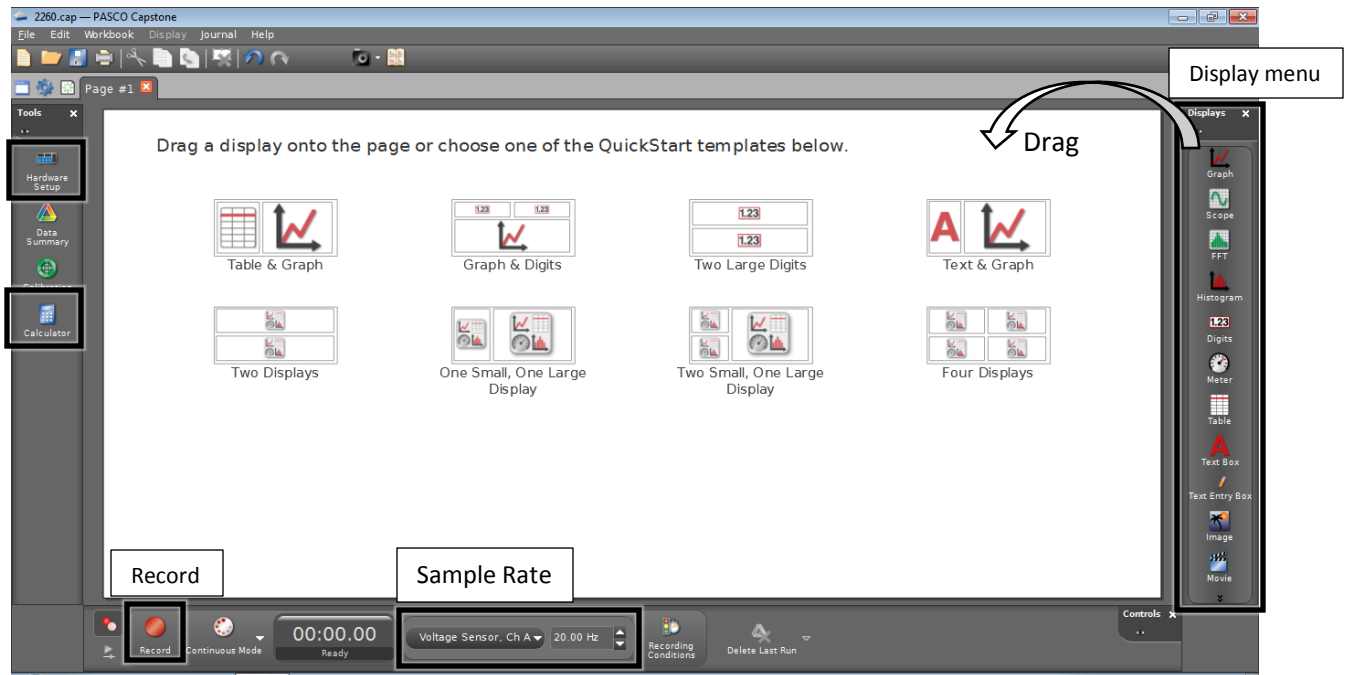 2260.cap — PASCO Capstone
File Edit Workbook Display Journal Help
Page #1
Display menu
Tools
Hardware
Setup
Data
Summary
Calibration
Calculator
Drag a display onto the page or choose one of the QuickStart templates below.
Drag
Table & Graph
1.23 1.23
Graph & Digits
1.23
1.23
Two Large Digits
A
Text & Graph
Two Displays
One Small, One Large
Display
Two Small, One Large
Display
Four Displays
Displays
Graph
Scope
FFT
Histogram
1.23
Digits
Meter
Table
A
Text Box
Text Entry Box
Image
Movie
Record
Sample Rate
Record
Continuous Mode
00:00.00
Ready
Voltage Sensor, Ch A
20.00 Hz
Recording
Conditions
Delete Last Run
Controls